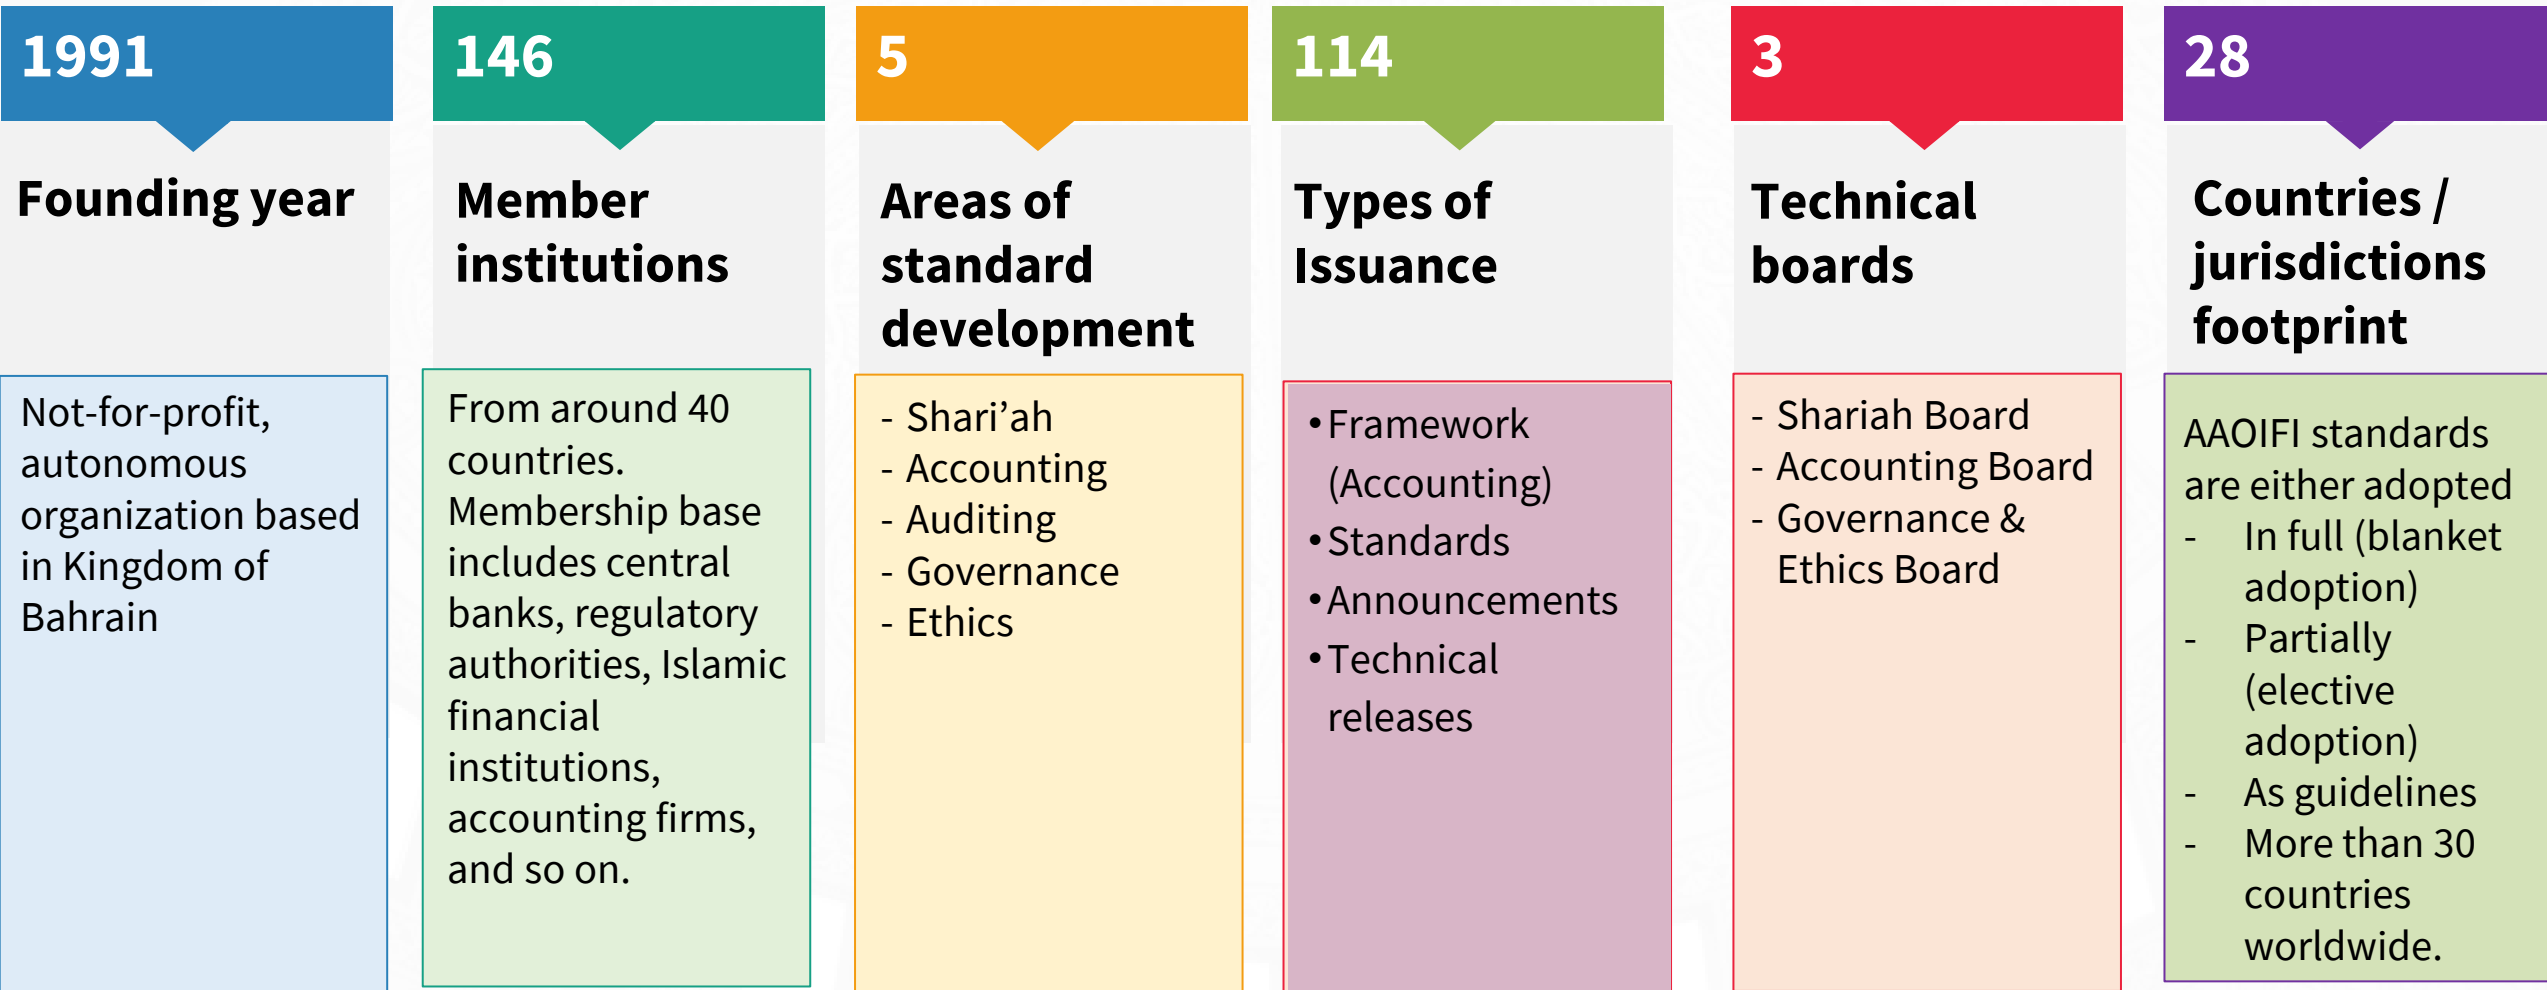 1991
Founding year
Not-for-profit,
autonomous
organization based
in Kingdom of
Bahrain
146
Member
institutions
From around 40
countries.
Membership base
includes central
banks, regulatory
authorities, Islamic
financial
institutions,
accounting firms,
and so on.
5
Areas of
standard
development
- Shari’ah
- Accounting
- Auditing
- Governance
- Ethics
114
Types of
Issuance
•Framework
(Accounting)
•Standards
•Announcements
•Technical
releases
3
Technical
boards
- Shariah Board
- Accounting Board
- Governance &
Ethics Board
28
Countries /
jurisdictions
footprint
AAOIFI standards
are either adopted
- In full (blanket
adoption)
- Partially
(elective
adoption)
- As guidelines
- More than 30
countries
worldwide.